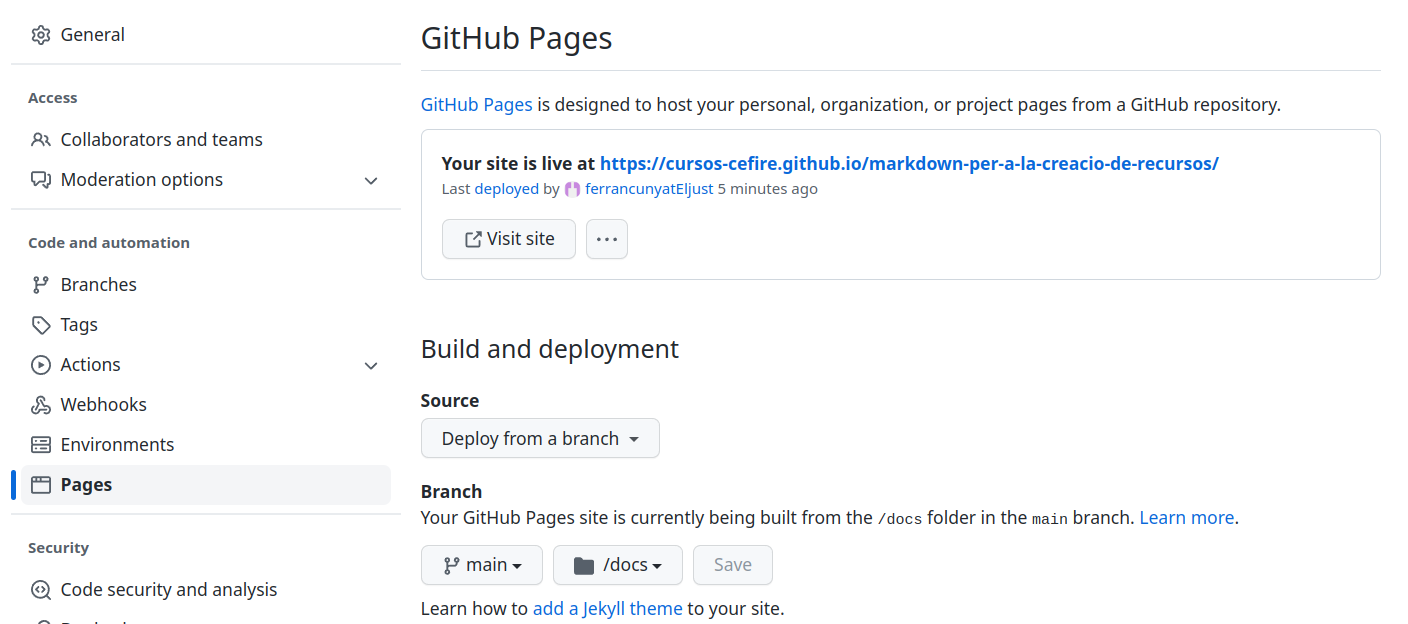 General
Access
Collaborators and teams
Moderation options
Code and automation
Branches
Tags
Actions
Webhooks
Environments
Pages
Security
Code security and analysis
GitHub Pages
GitHub Pages is designed to host your personal, organization, or project pages from a GitHub repository.
Your site is live at https://cursos-cefire.github.io/markdown-per-a-la-creacio-de-recursos/
Last deployed by ferrancunyatEljust 5 minutes ago
Visit site
Build and deployment
Source
Deploy from a branch
Branch
Your GitHub Pages site is currently being built from the /docs folder in the main branch. Learn more.
main /docs Save
Learn how to add a Jekyll theme to your site.